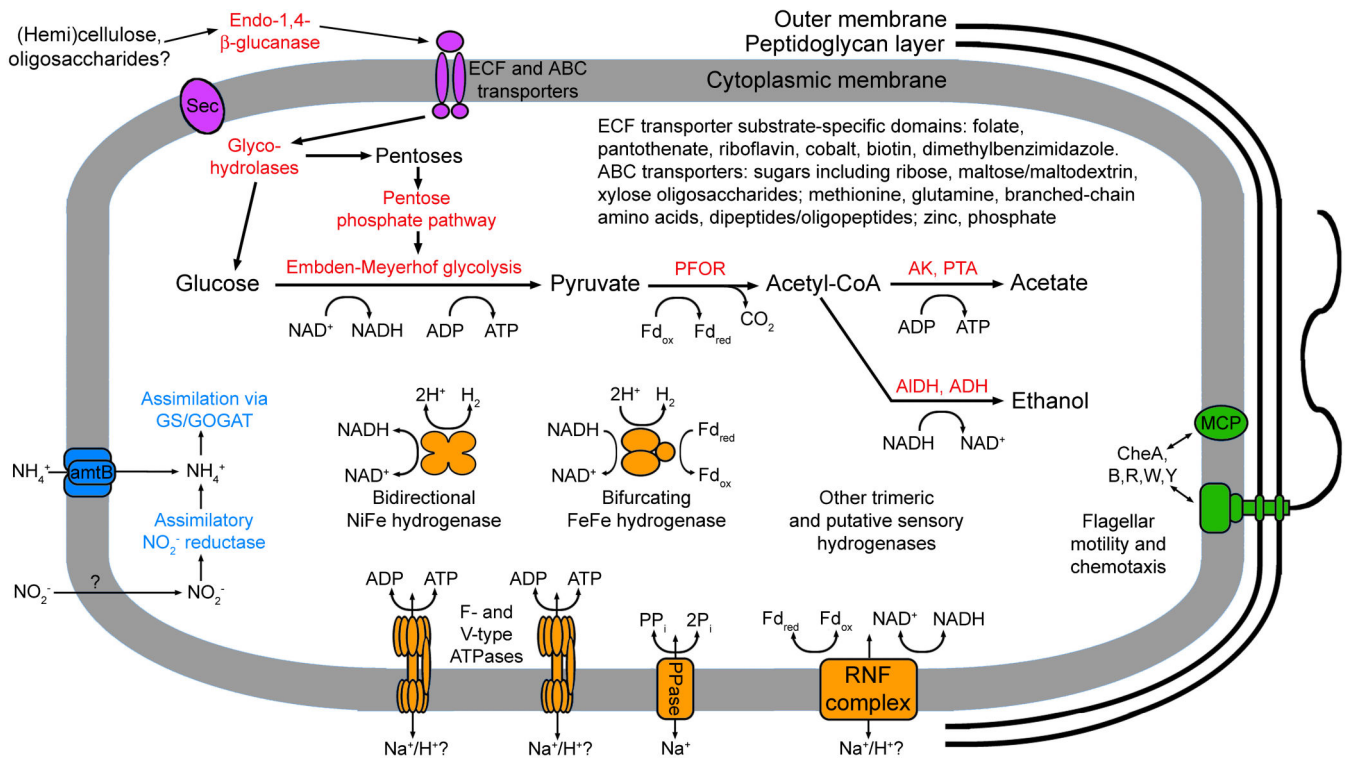 (Hemi)cellulose,
oligosaccharides?
Endo-1,4-
β-glucanase
Outer membrane
Peptidoglycan layer
Cytoplasmic membrane
ECF and ABC
transporters
Sec
Glyco-
hydrolases
Pentoses
Pentose
phosphate pathway
ECF transporter substrate-specific domains: folate,
pantothenate, riboflavin, cobalt, biotin, dimethylbenzimidazole.
ABC transporters: sugars including ribose, maltose/maltodextrin,
xylose oligosaccharides; methionine, glutamine, branched-chain
amino acids, dipeptides/oligopeptides; zinc, phosphate
Glucose
Embden-Meyerhof glycolysis
NAD⁺ NADH
ADP ATP
Pyruvate
PFOR
Fd_ox Fd_red
CO₂
Acetyl-CoA
AK, PTA
ADP ATP
Acetate
AlDH, ADH
NADH NAD⁺
Ethanol
Assimilation via
GS/GOGAT
NH₄⁺
amtB
NH₄⁺
Assimilatory
NO₂⁻ reductase
NO₂⁻
?
NO₂⁻
2H⁺ H₂
NADH
NAD⁺
Bidirectional
NiFe hydrogenase
2H⁺ H₂
NADH
NAD⁺
Fd_red
Fd_ox
Bifurcating
FeFe hydrogenase
Other trimeric
and putative sensory
hydrogenases
MCP
CheA,
B,R,W,Y
Flagellar
motility and
chemotaxis
ADP ATP
F- and
V-type
ATPases
ADP ATP
Na⁺/H⁺?
Na⁺/H⁺?
PPᵢ 2Pᵢ
PPase
Na⁺
Fd_red Fd_ox
NAD⁺ NADH
RNF
complex
Na⁺/H⁺?